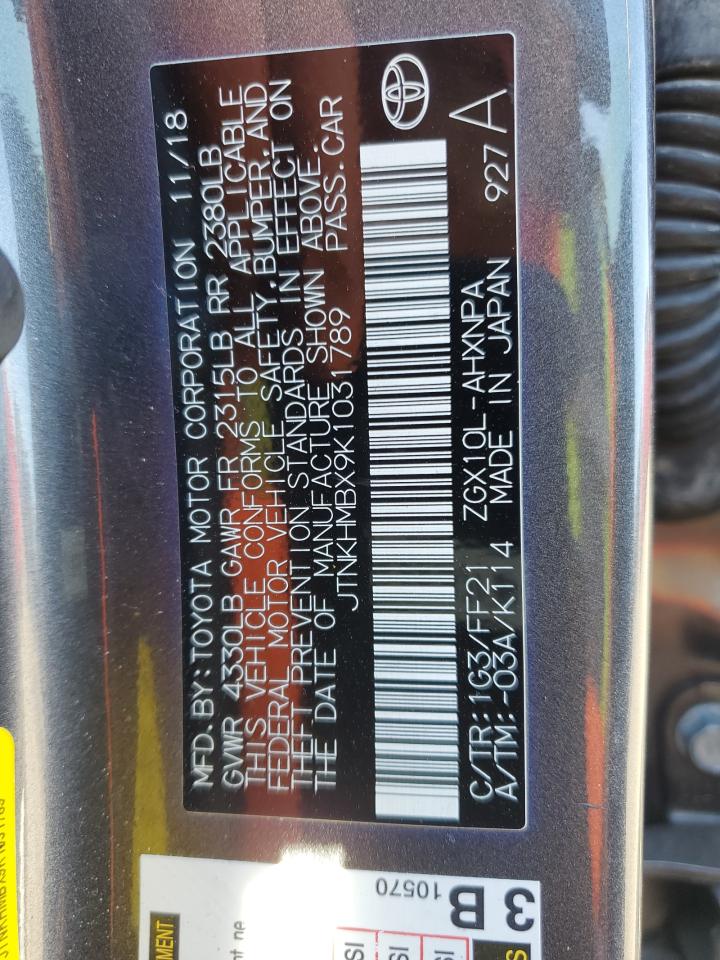 MFD. BY: TOYOTA MOTOR CORPORATION 11/18
GVWR 4330LB GAWR FR 2315LB RR 2380LB
THIS VEHICLE CONFORMS TO ALL APPLICABLE
FEDERAL MOTOR VEHICLE SAFETY, BUMPER, AND
THEFT PREVENTION STANDARDS IN EFFECT ON
THE DATE OF MANUFACTURE SHOWN ABOVE.
JTNKHMBX9K1031789 PASS. CAR
C/TR: 1G3/FF21 ZGX10L-AHXNPA
A/TM: -03A/K114 MADE IN JAPAN 927 A
3B
10570